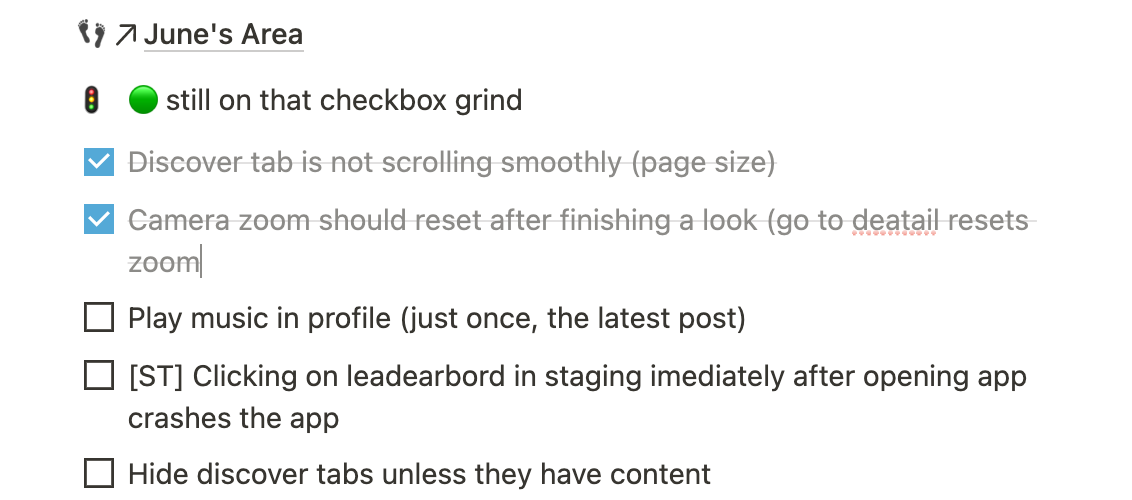 June's Area
still on that checkbox grind
Discover tab is not scrolling smoothly (page size)
Camera zoom should reset after finishing a look (go to deatail resets
zoom
Play music in profile (just once, the latest post)
[ST] Clicking on leadearbord in staging imediately after opening app
crashes the app
Hide discover tabs unless they have content